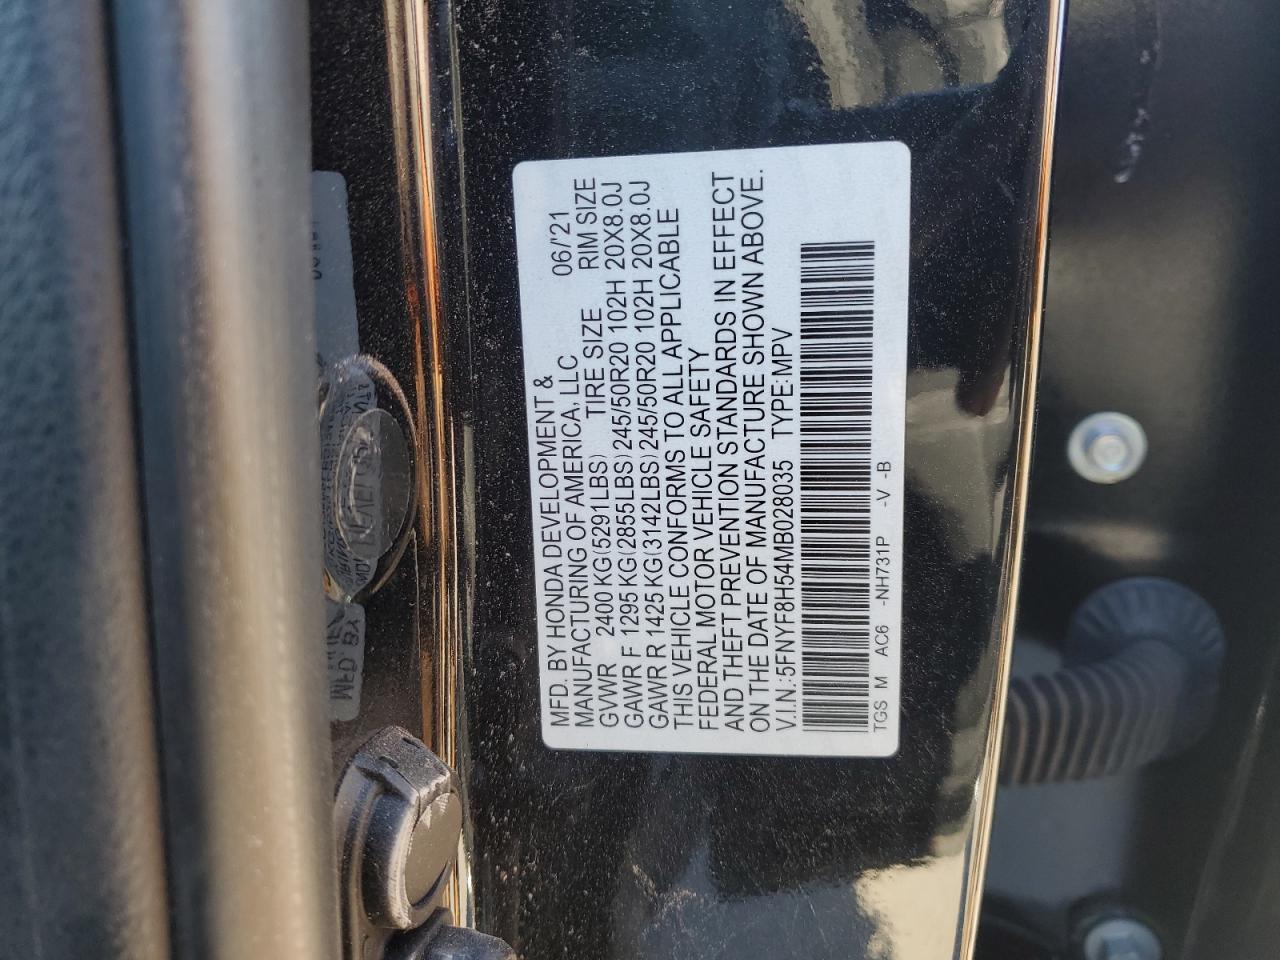 MFD. BY HONDA DEVELOPMENT &
MANUFACTURING OF AMERICA, LLC 06/'21
GVWR 2400 KG(5291LBS) TIRE SIZE RIM SIZE
GAWR F 1295 KG(2855LBS) 245/50R20 102H 20X8.0J
GAWR R 1425 KG(3142LBS) 245/50R20 102H 20X8.0J
THIS VEHICLE CONFORMS TO ALL APPLICABLE
FEDERAL MOTOR VEHICLE SAFETY
AND THEFT PREVENTION STANDARDS IN EFFECT
ON THE DATE OF MANUFACTURE SHOWN ABOVE.
V.I.N.:5FNYF8H54MB028035 TYPE:MPV
TGS M AC6 -NH731P -V -B